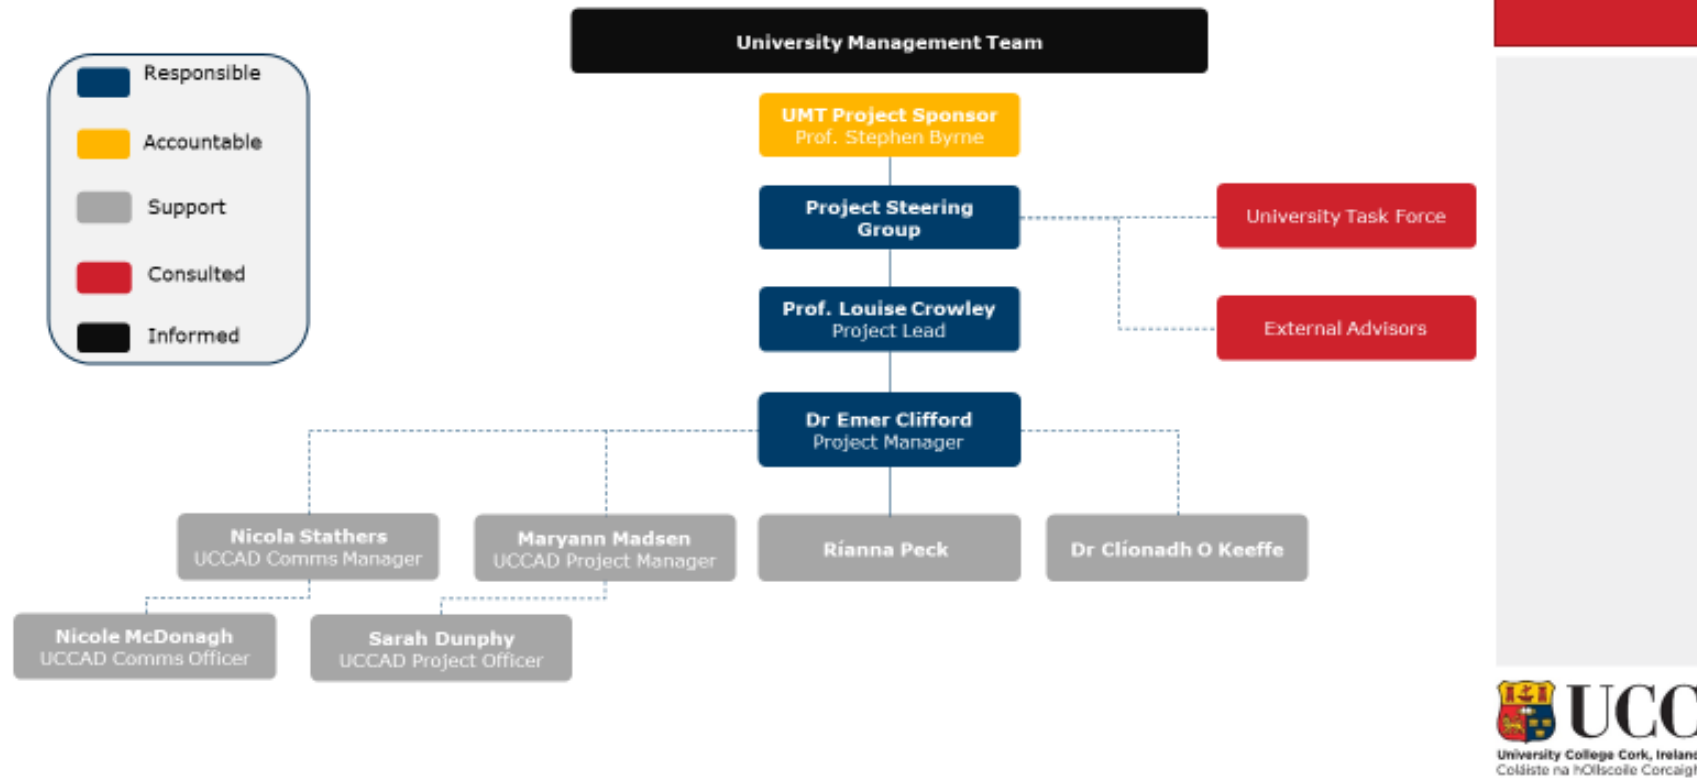 University Management Team
Responsible
Accountable
Support
Consulted
Informed
UMT Project Sponsor
Prof. Stephen Byrne
Project Steering
Group
University Task Force
Prof. Louise Crowley
Project Lead
External Advisors
Dr Emer Clifford
Project Manager
Nicola Stathers
UCCAD Comms Manager
Maryann Madsen
UCCAD Project Manager
Ríanna Peck
Dr Clíonadh O Keeffe
Nicole McDonagh
UCCAD Comms Officer
Sarah Dunphy
UCCAD Project Officer
UCC
University College Cork, Ireland
Coláiste na hOllscoile Corcaigh